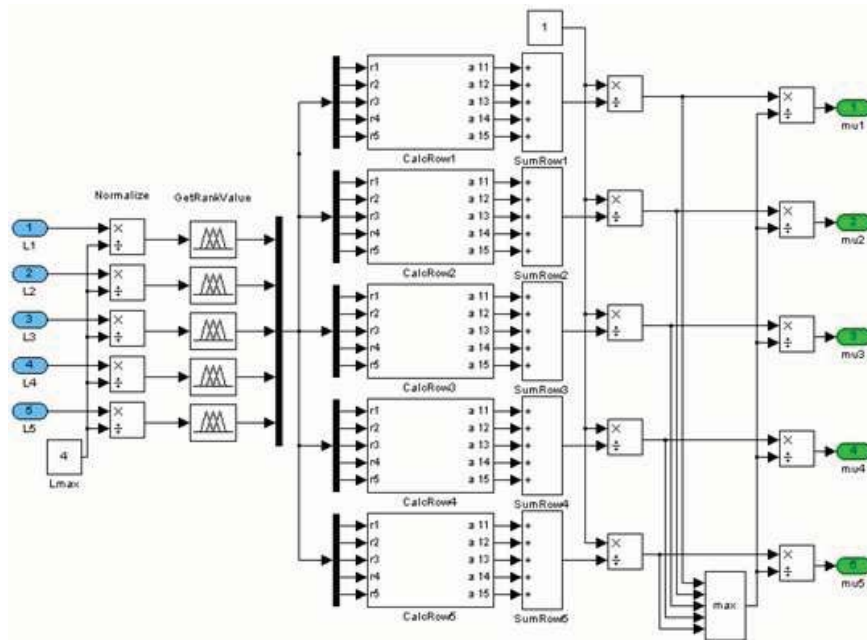 1
r1 a 11 +
r2 a 12 +
r3 a 13 +
r4 a 14 +
r5 a 15 +
CalcRow1 SumRow1
× ÷
× ÷
1
mu1
Normalize GetRankValue
r1 a 11 +
r2 a 12 +
r3 a 13 +
r4 a 14 +
r5 a 15 +
CalcRow2 SumRow2
× ÷
× ÷
2
mu2
1
L1
× ÷
2
L2
× ÷
3
L3
× ÷
4
L4
× ÷
5
L5
× ÷
4
Lmax
r1 a 11 +
r2 a 12 +
r3 a 13 +
r4 a 14 +
r5 a 15 +
CalcRow3 SumRow3
× ÷
× ÷
3
mu3
r1 a 11 +
r2 a 12 +
r3 a 13 +
r4 a 14 +
r5 a 15 +
CalcRow4 SumRow4
× ÷
× ÷
4
mu4
r1 a 11 +
r2 a 12 +
r3 a 13 +
r4 a 14 +
r5 a 15 +
CalcRow5 SumRow5
× ÷
× ÷
5
mu5
max